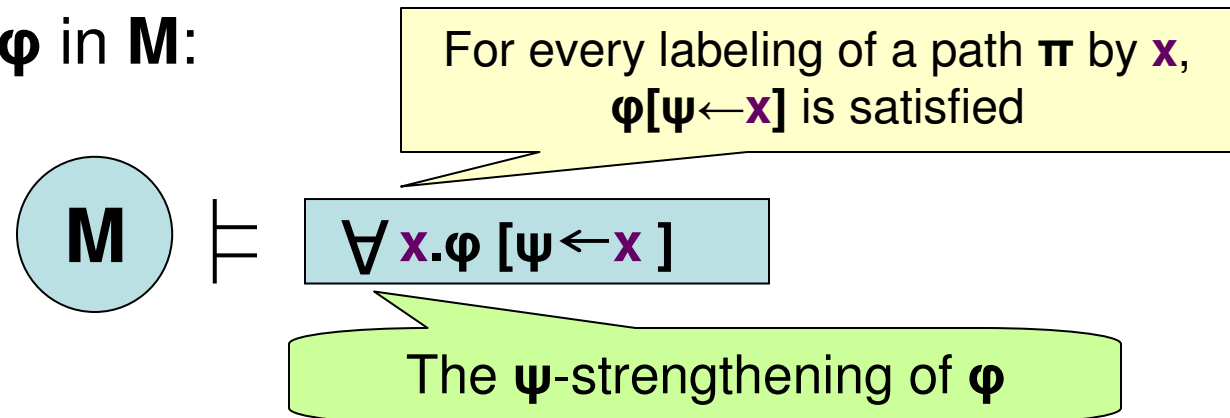 φ in M:
For every labeling of a path π by x,
φ[ψ←x] is satisfied
M ⊨ ∀ x.φ [ψ←x ]
The ψ-strengthening of φ